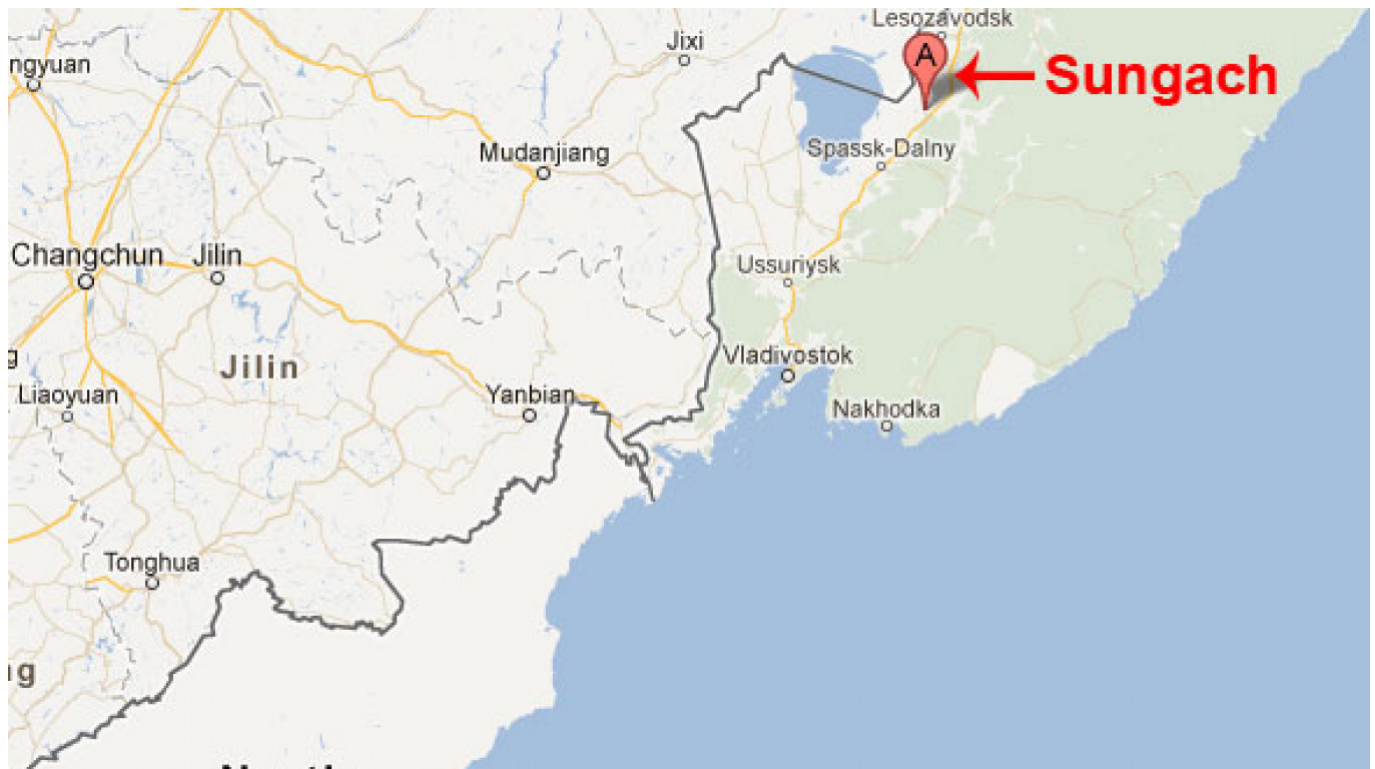 Lesozavodsk
Jixi
ngyuan
A
Sungach
Mudanjiang
Spassk-Dalny
Changchun
Jilin
Ussuriysk
g
Jilin
Vladivostok
Liaoyuan
Yanbian
Nakhodka
Tonghua
g